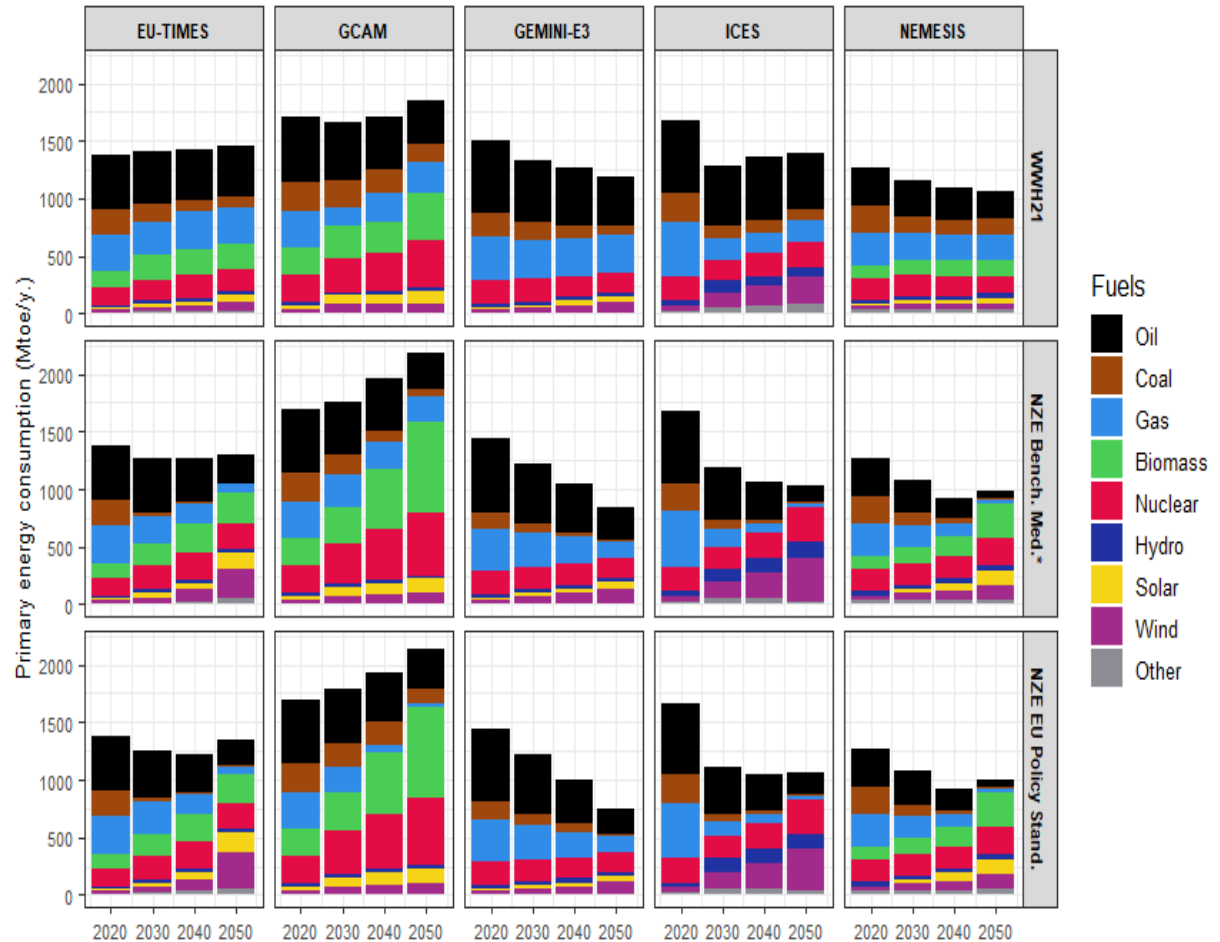 EU-TIMES GCAM GEMINI-E3 ICES NEMESIS
Primary energy consumption (Mtoe/y.)
2000
1500
1000
500
0
WWH21
2000
1500
1000
500
0
NZE Bench. Med.*
2000
1500
1000
500
0
NZE EU Policy Stand.
2020 2030 2040 2050 2020 2030 2040 2050 2020 2030 2040 2050 2020 2030 2040 2050 2020 2030 2040 2050
Fuels
Oil
Coal
Gas
Biomass
Nuclear
Hydro
Solar
Wind
Other